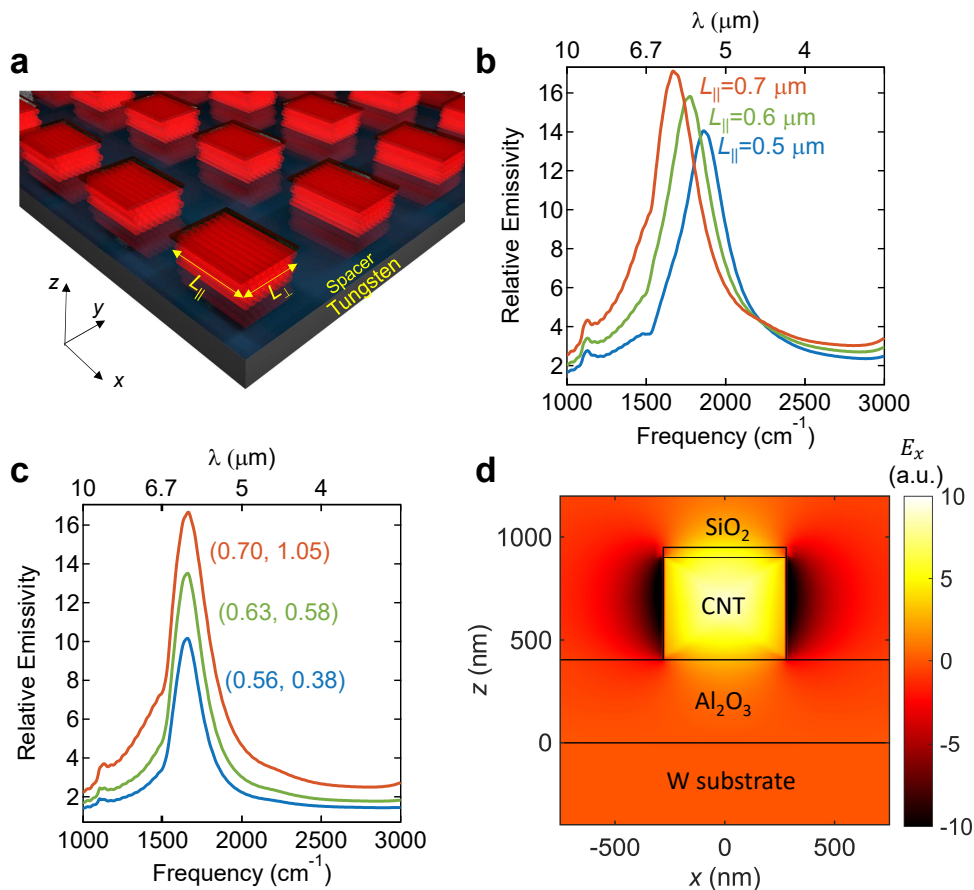 a
L∥
L⊥
Spacer
Tungsten
z
y
x
b
λ (μm)
10 6.7 5 4
L∥=0.7 μm
L∥=0.6 μm
L∥=0.5 μm
Relative Emissivity
16
14
12
10
8
6
4
2
1000 1500 2000 2500 3000
Frequency (cm⁻¹)
c
λ (μm)
10 6.7 5 4
(0.70, 1.05)
(0.63, 0.58)
(0.56, 0.38)
Relative Emissivity
16
14
12
10
8
6
4
2
1000 1500 2000 2500 3000
Frequency (cm⁻¹)
d
Eₓ
(a.u.)
SiO₂
CNT
Al₂O₃
W substrate
z (nm)
1000
500
0
-500 0 500
x (nm)
10
5
0
-5
-10